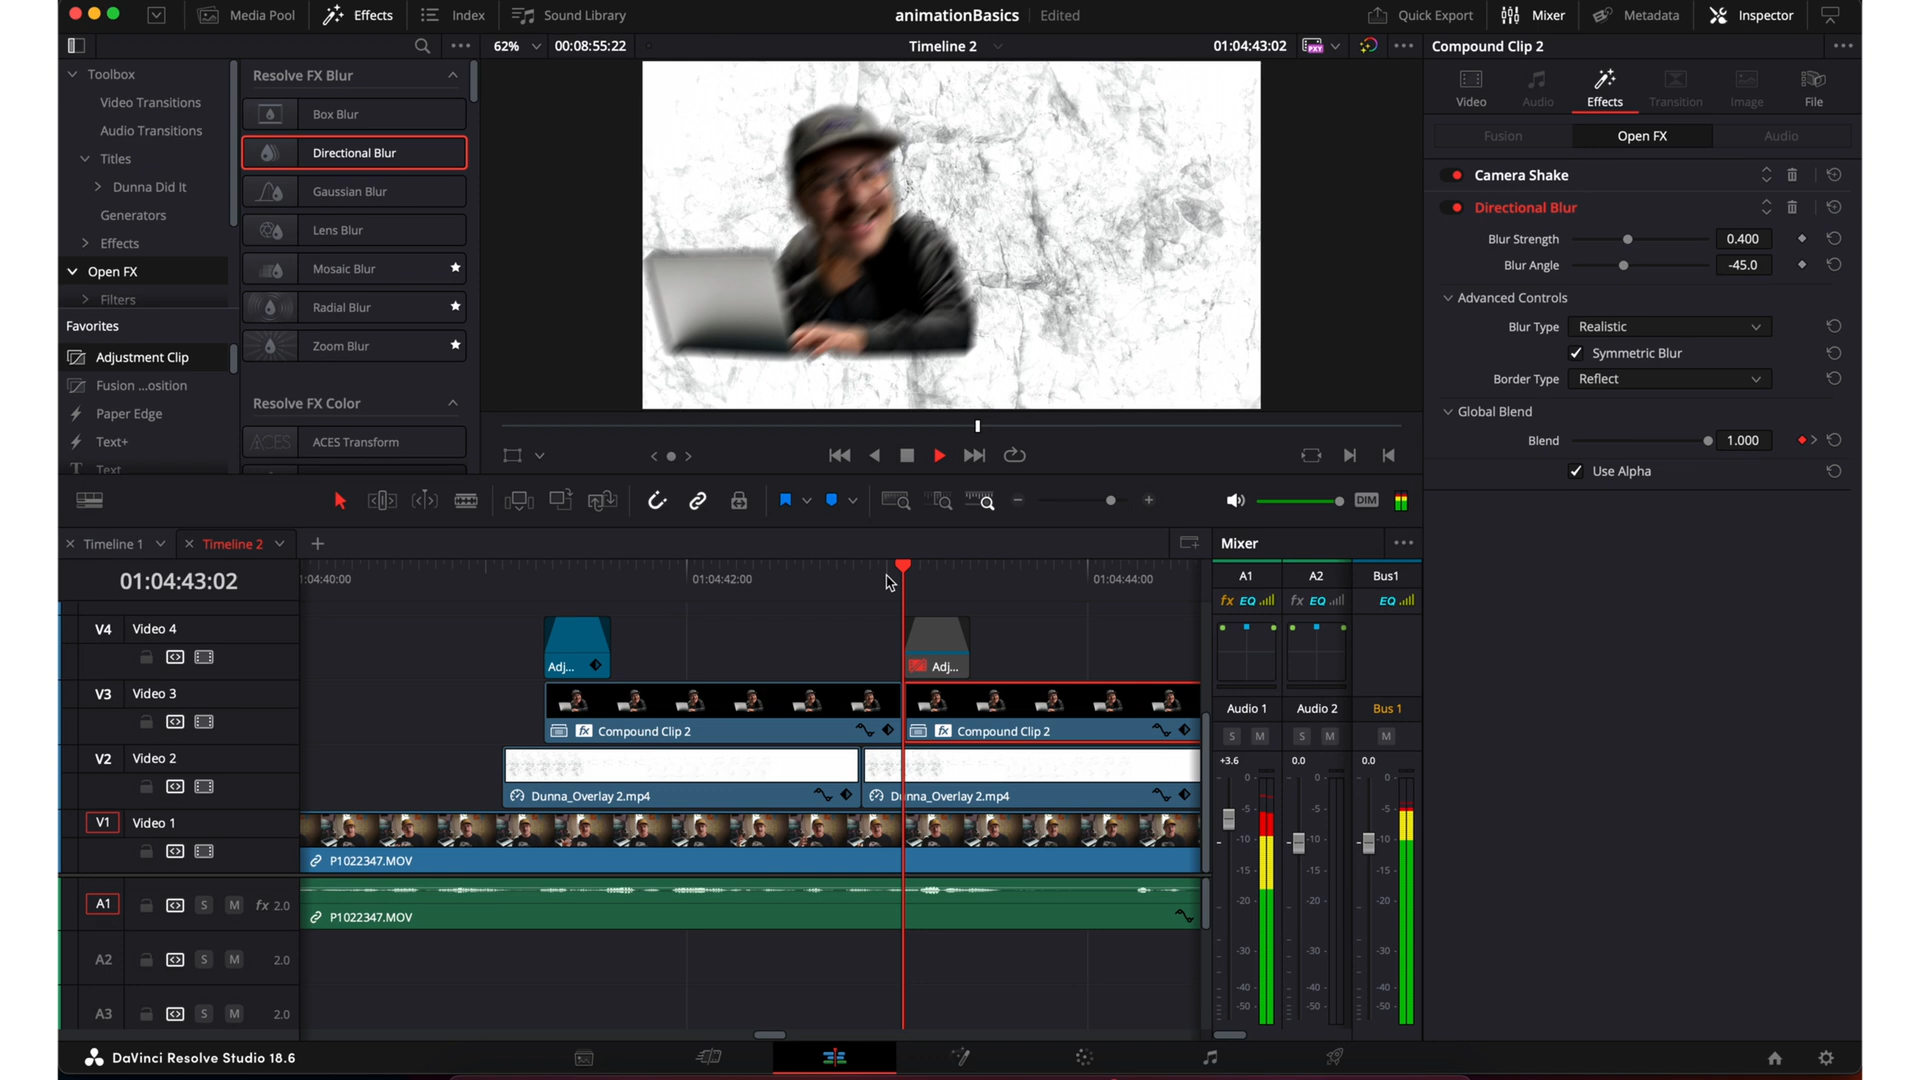 Media Pool
Effects
Index
Sound Library
animationBasics
Edited
Quick Export
Mixer
Metadata
Inspector
62%
00:08:55:22
Timeline 2
01:04:43:02
PXY
Compound Clip 2
Toolbox
Video Transitions
Audio Transitions
Titles
Dunna Did It
Generators
Effects
Open FX
Filters
Favorites
Adjustment Clip
Fusion ...osition
Paper Edge
Text+
Text
Resolve FX Blur
Box Blur
Directional Blur
Gaussian Blur
Lens Blur
Mosaic Blur
Radial Blur
Zoom Blur
Resolve FX Color
ACES
ACES Transform
Video
Audio
Effects
Transition
Image
File
Fusion
Open FX
Audio
Camera Shake
Directional Blur
Blur Strength
0.400
Blur Angle
-45.0
Advanced Controls
Blur Type
Realistic
Symmetric Blur
Border Type
Reflect
Global Blend
Blend
1.000
Use Alpha
DIM
Timeline 1
Timeline 2
01:04:43:02
1:04:40:00
01:04:42:00
01:04:44:00
V4
Video 4
Adj...
Adj...
V3
Video 3
fx
Compound Clip 2
fx
Compound Clip 2
V2
Video 2
Dunna_Overlay 2.mp4
Dunna_Overlay 2.mp4
V1
Video 1
P1022347.MOV
A1
S
M
fx 2.0
P1022347.MOV
A2
S
M
2.0
A3
S
M
2.0
Mixer
A1
A2
Bus1
fx EQ
fx EQ
EQ
Audio 1
Audio 2
Bus 1
S
M
S
M
M
+3.6
0.0
0.0
0
-5
-10
-15
-20
-30
-40
-50
0
-5
-10
-15
-20
-30
-40
-50
0
-5
-10
-15
-20
-30
-40
-50
DaVinci Resolve Studio 18.6